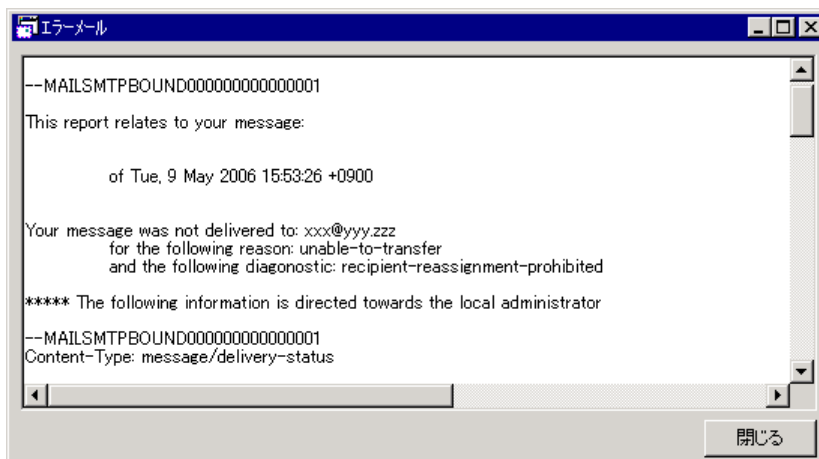 エラーメール
--MAILSMTPBOUND000000000000001
This report relates to your message:
of Tue, 9 May 2006 15:53:26 +0900
Your message was not delivered to: xxx@yyy.zzz
for the following reason: unable-to-transfer
and the following diagonostic: recipient-reassignment-prohibited
***** The following information is directed towards the local administrator
--MAILSMTPBOUND000000000000001
Content-Type: message/delivery-status
閉じる